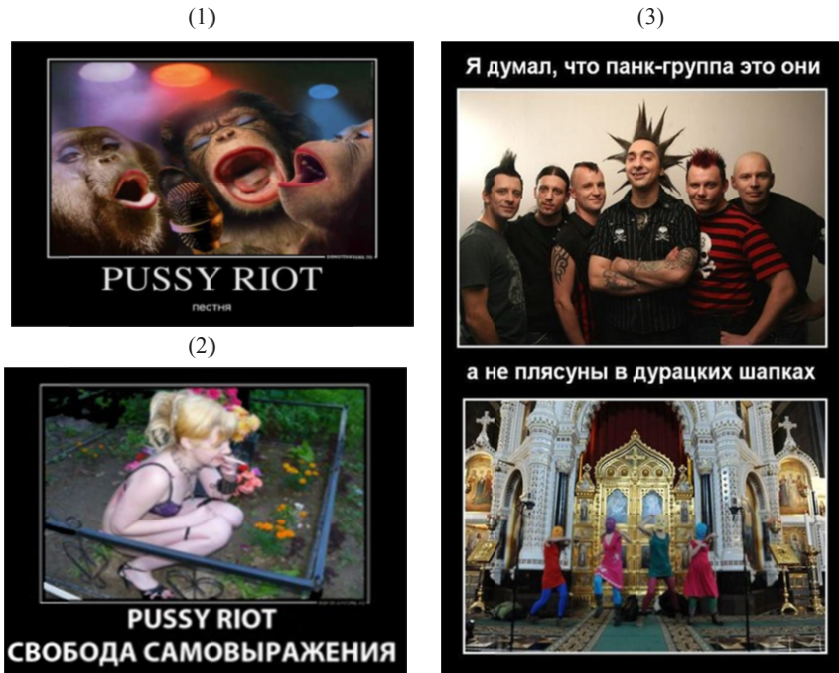 (1)
PUSSY RIOT
пестня
(2)
PUSSY RIOT
СВОБОДА САМОВЫРАЖЕНИЯ
(3)
Я думал, что панк-группа это они
а не плясуны в дурацких шапках